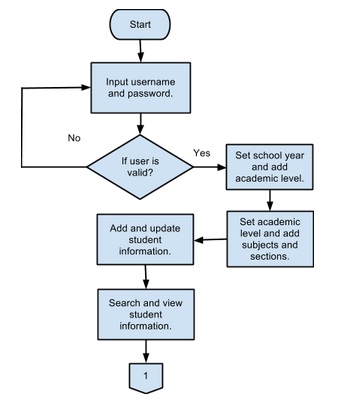 Start
Input username
and password.
No
If user is
valid?
Yes
Set school year
and add
academic level.
Set academic
level and add
subjects and
sections.
Add and update
student
information.
Search and view
student
information.
1